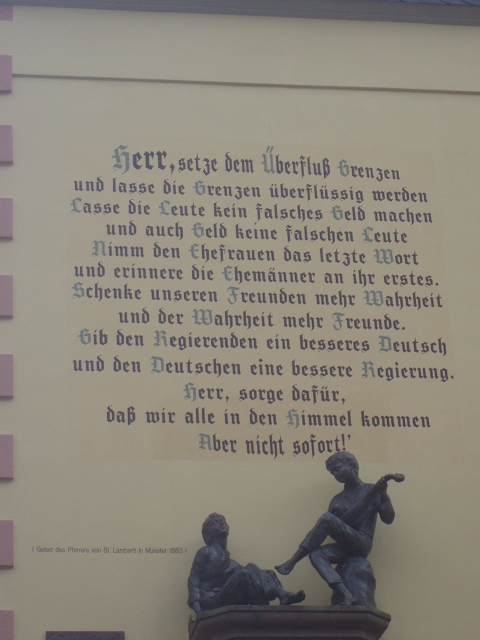 Herr, setze dem Überfluß Grenzen
und lasse die Grenzen überflüssig werden
Lasse die Leute kein falsches Geld machen
und auch Geld keine falschen Leute
Nimm den Ehefrauen das letzte Wort
und erinnere die Ehemänner an ihr erstes.
Schenke unseren Freunden mehr Wahrheit
und der Wahrheit mehr Freunde.
Gib den Regierenden ein besseres Deutsch
und den Deutschen eine bessere Regierung.
Herr, sorge dafür,
daß wir alle in den Himmel kommen
Aber nicht sofort!'
( Gebet des Pfarrers von St. Lamberti in Münster 1883 )